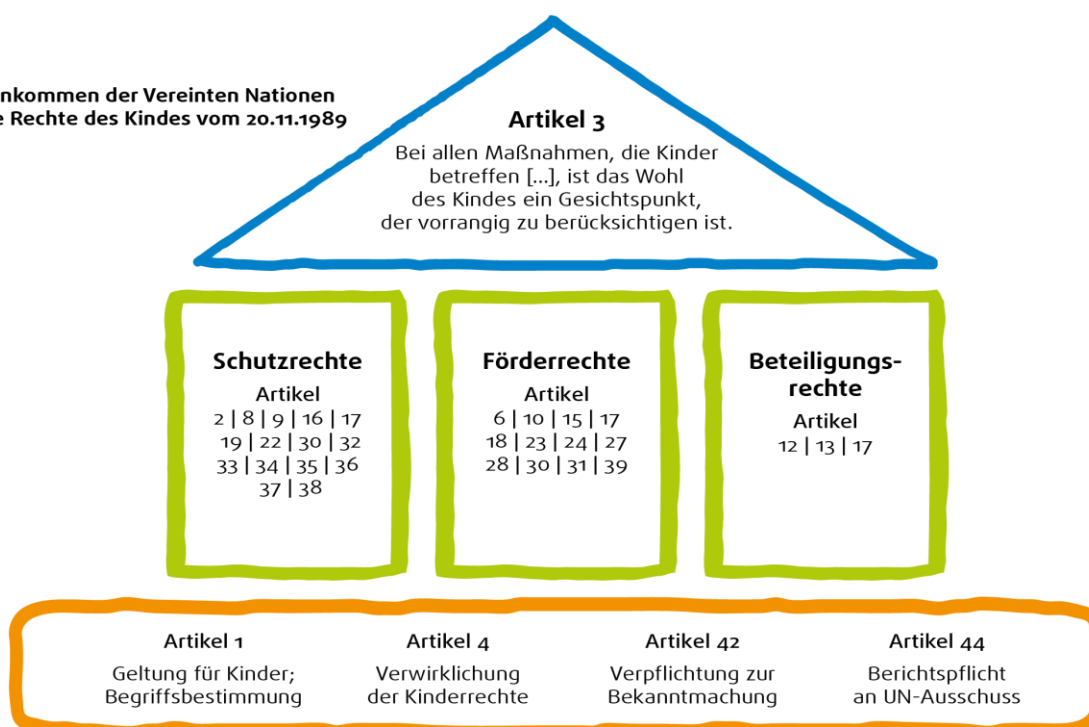 nkommen der Vereinten Nationen
e Rechte des Kindes vom 20.11.1989
Artikel 3
Bei allen Maßnahmen, die Kinder
betreffen [...], ist das Wohl
des Kindes ein Gesichtspunkt,
der vorrangig zu berücksichtigen ist.
Schutzrechte
Artikel
2 | 8 | 9 | 16 | 17
19 | 22 | 30 | 32
33 | 34 | 35 | 36
37 | 38
Förderrechte
Artikel
6 | 10 | 15 | 17
18 | 23 | 24 | 27
28 | 30 | 31 | 39
Beteiligungs-
rechte
Artikel
12 | 13 | 17
Artikel 1
Geltung für Kinder;
Begriffsbestimmung
Artikel 4
Verwirklichung
der Kinderrechte
Artikel 42
Verpflichtung zur
Bekanntmachung
Artikel 44
Berichtspflicht
an UN-Ausschuss